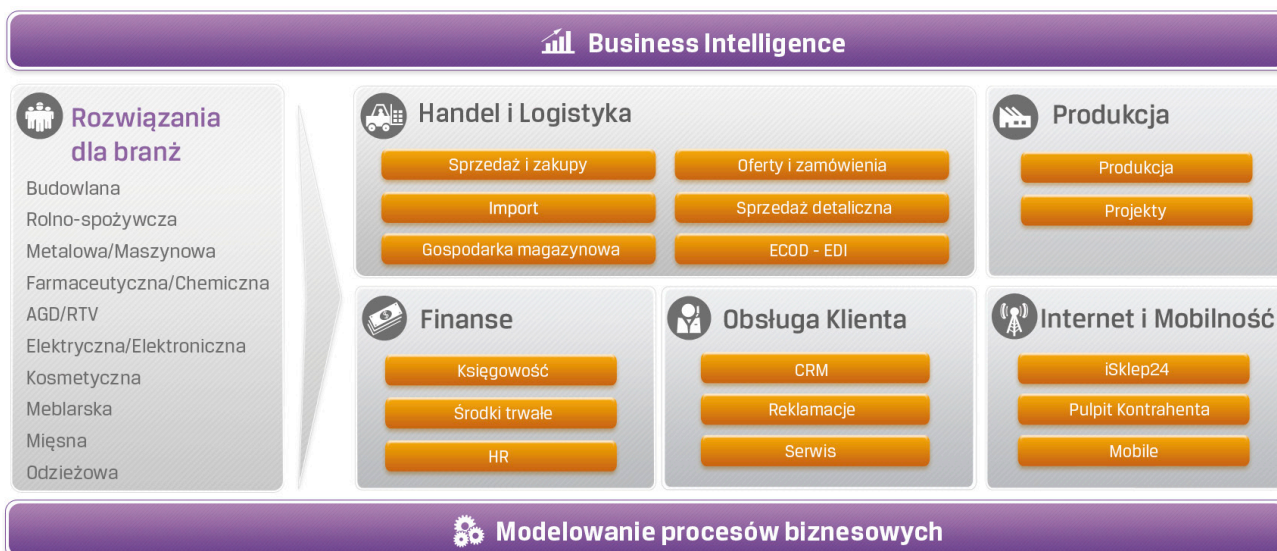 Business Intelligence
Rozwiązania
dla branż
Budowlana
Rolno-spożywcza
Metalowa/Maszynowa
Farmaceutyczna/Chemiczna
AGD/RTV
Elektryczna/Elektroniczna
Kosmetyczna
Meblarska
Mięsna
Odzieżowa
Handel i Logistyka
Sprzedaż i zakupy
Oferty i zamówienia
Import
Sprzedaż detaliczna
Gospodarka magazynowa
ECOD - EDI
Produkcja
Produkcja
Projekty
Finanse
Księgowość
Środki trwałe
HR
Obsługa Klienta
CRM
Reklamacje
Serwis
Internet i Mobilność
iSklep24
Pulpit Kontrahenta
Mobile
Modelowanie procesów biznesowych